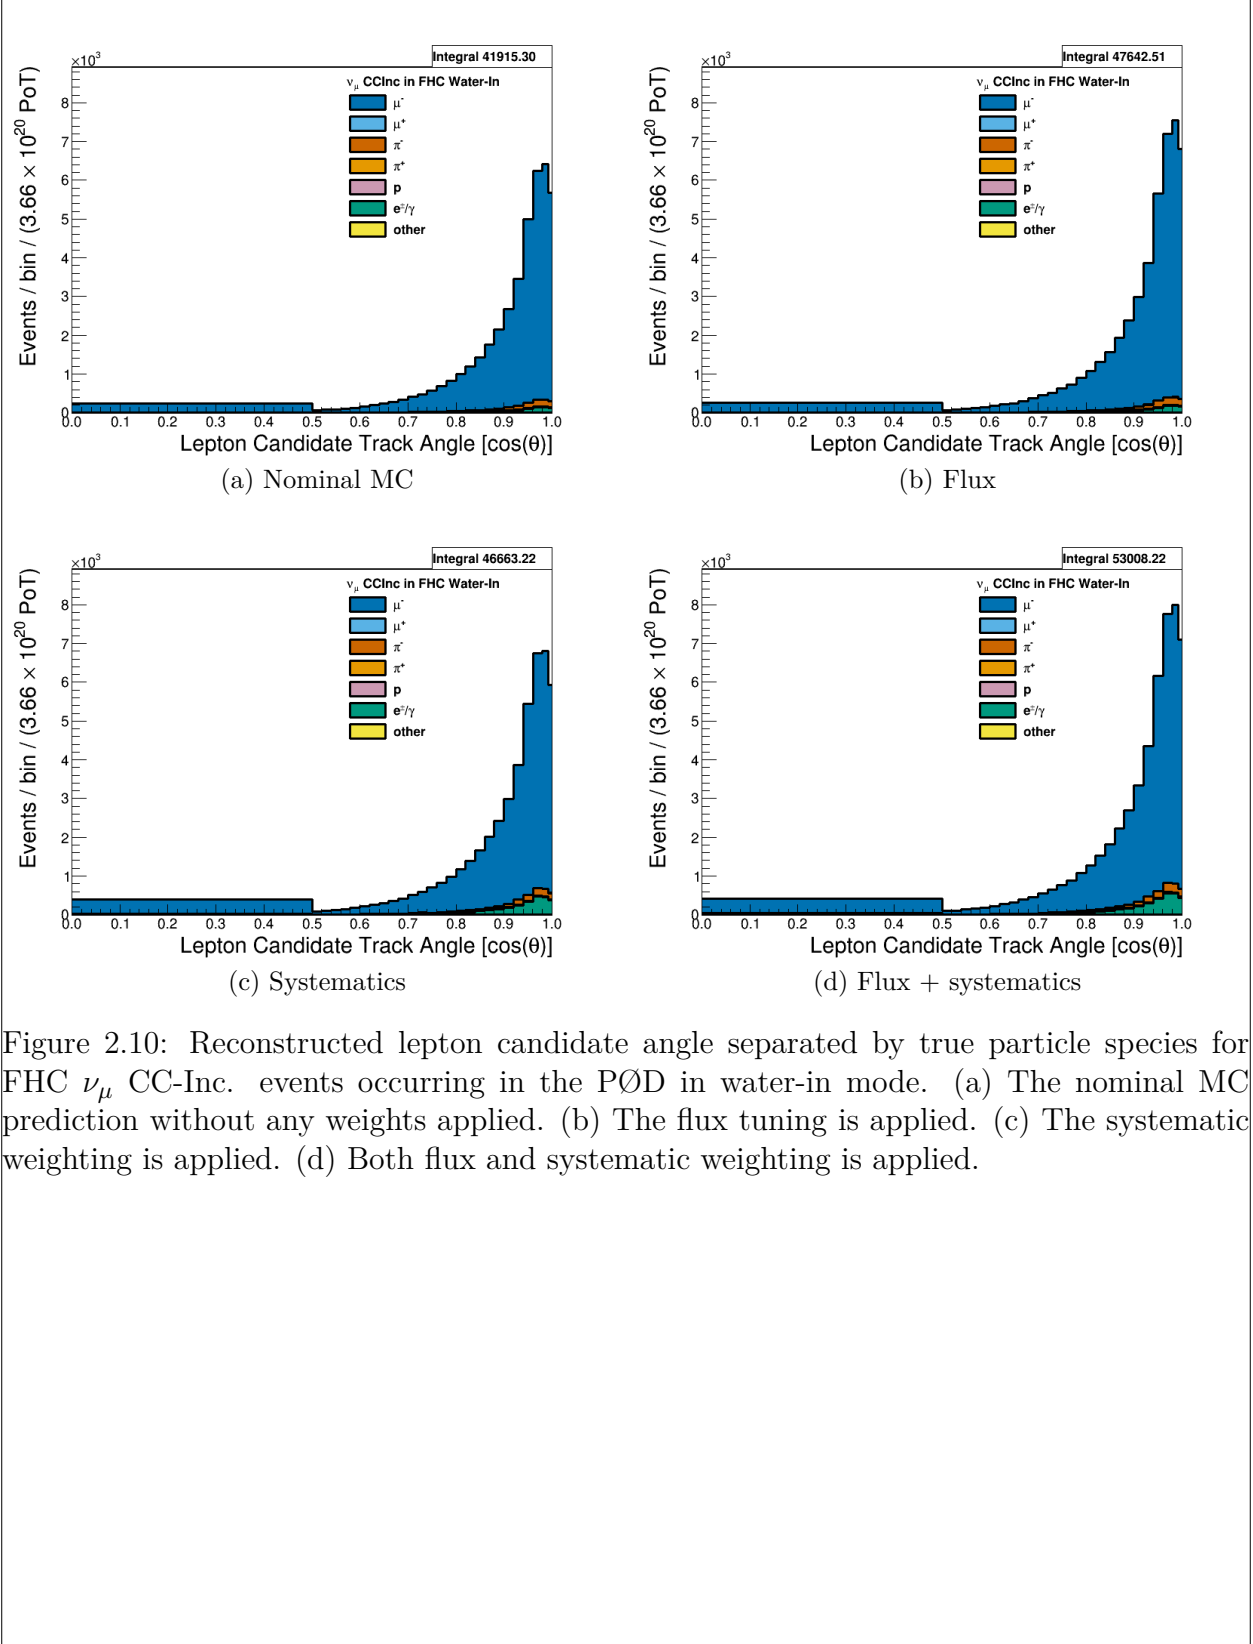 Integral 41915.30
×10³
ν_μ CCInc in FHC Water-In
μ⁻
μ⁺
π⁻
π⁺
p
e±/γ
other
Events / bin / (3.66 × 10²⁰ PoT)
8
7
6
5
4
3
2
1
0
0.0 0.1 0.2 0.3 0.4 0.5 0.6 0.7 0.8 0.9 1.0
Lepton Candidate Track Angle [cos(θ)]
(a) Nominal MC
Integral 47642.51
×10³
ν_μ CCInc in FHC Water-In
μ⁻
μ⁺
π⁻
π⁺
p
e±/γ
other
Events / bin / (3.66 × 10²⁰ PoT)
8
7
6
5
4
3
2
1
0
0.0 0.1 0.2 0.3 0.4 0.5 0.6 0.7 0.8 0.9 1.0
Lepton Candidate Track Angle [cos(θ)]
(b) Flux
Integral 46663.22
×10³
ν_μ CCInc in FHC Water-In
μ⁻
μ⁺
π⁻
π⁺
p
e±/γ
other
Events / bin / (3.66 × 10²⁰ PoT)
8
7
6
5
4
3
2
1
0
0.0 0.1 0.2 0.3 0.4 0.5 0.6 0.7 0.8 0.9 1.0
Lepton Candidate Track Angle [cos(θ)]
(c) Systematics
Integral 53008.22
×10³
ν_μ CCInc in FHC Water-In
μ⁻
μ⁺
π⁻
π⁺
p
e±/γ
other
Events / bin / (3.66 × 10²⁰ PoT)
8
7
6
5
4
3
2
1
0
0.0 0.1 0.2 0.3 0.4 0.5 0.6 0.7 0.8 0.9 1.0
Lepton Candidate Track Angle [cos(θ)]
(d) Flux + systematics
Figure 2.10: Reconstructed lepton candidate angle separated by true particle species for
FHC ν_μ CC-Inc. events occurring in the PØD in water-in mode. (a) The nominal MC
prediction without any weights applied. (b) The flux tuning is applied. (c) The systematic
weighting is applied. (d) Both flux and systematic weighting is applied.